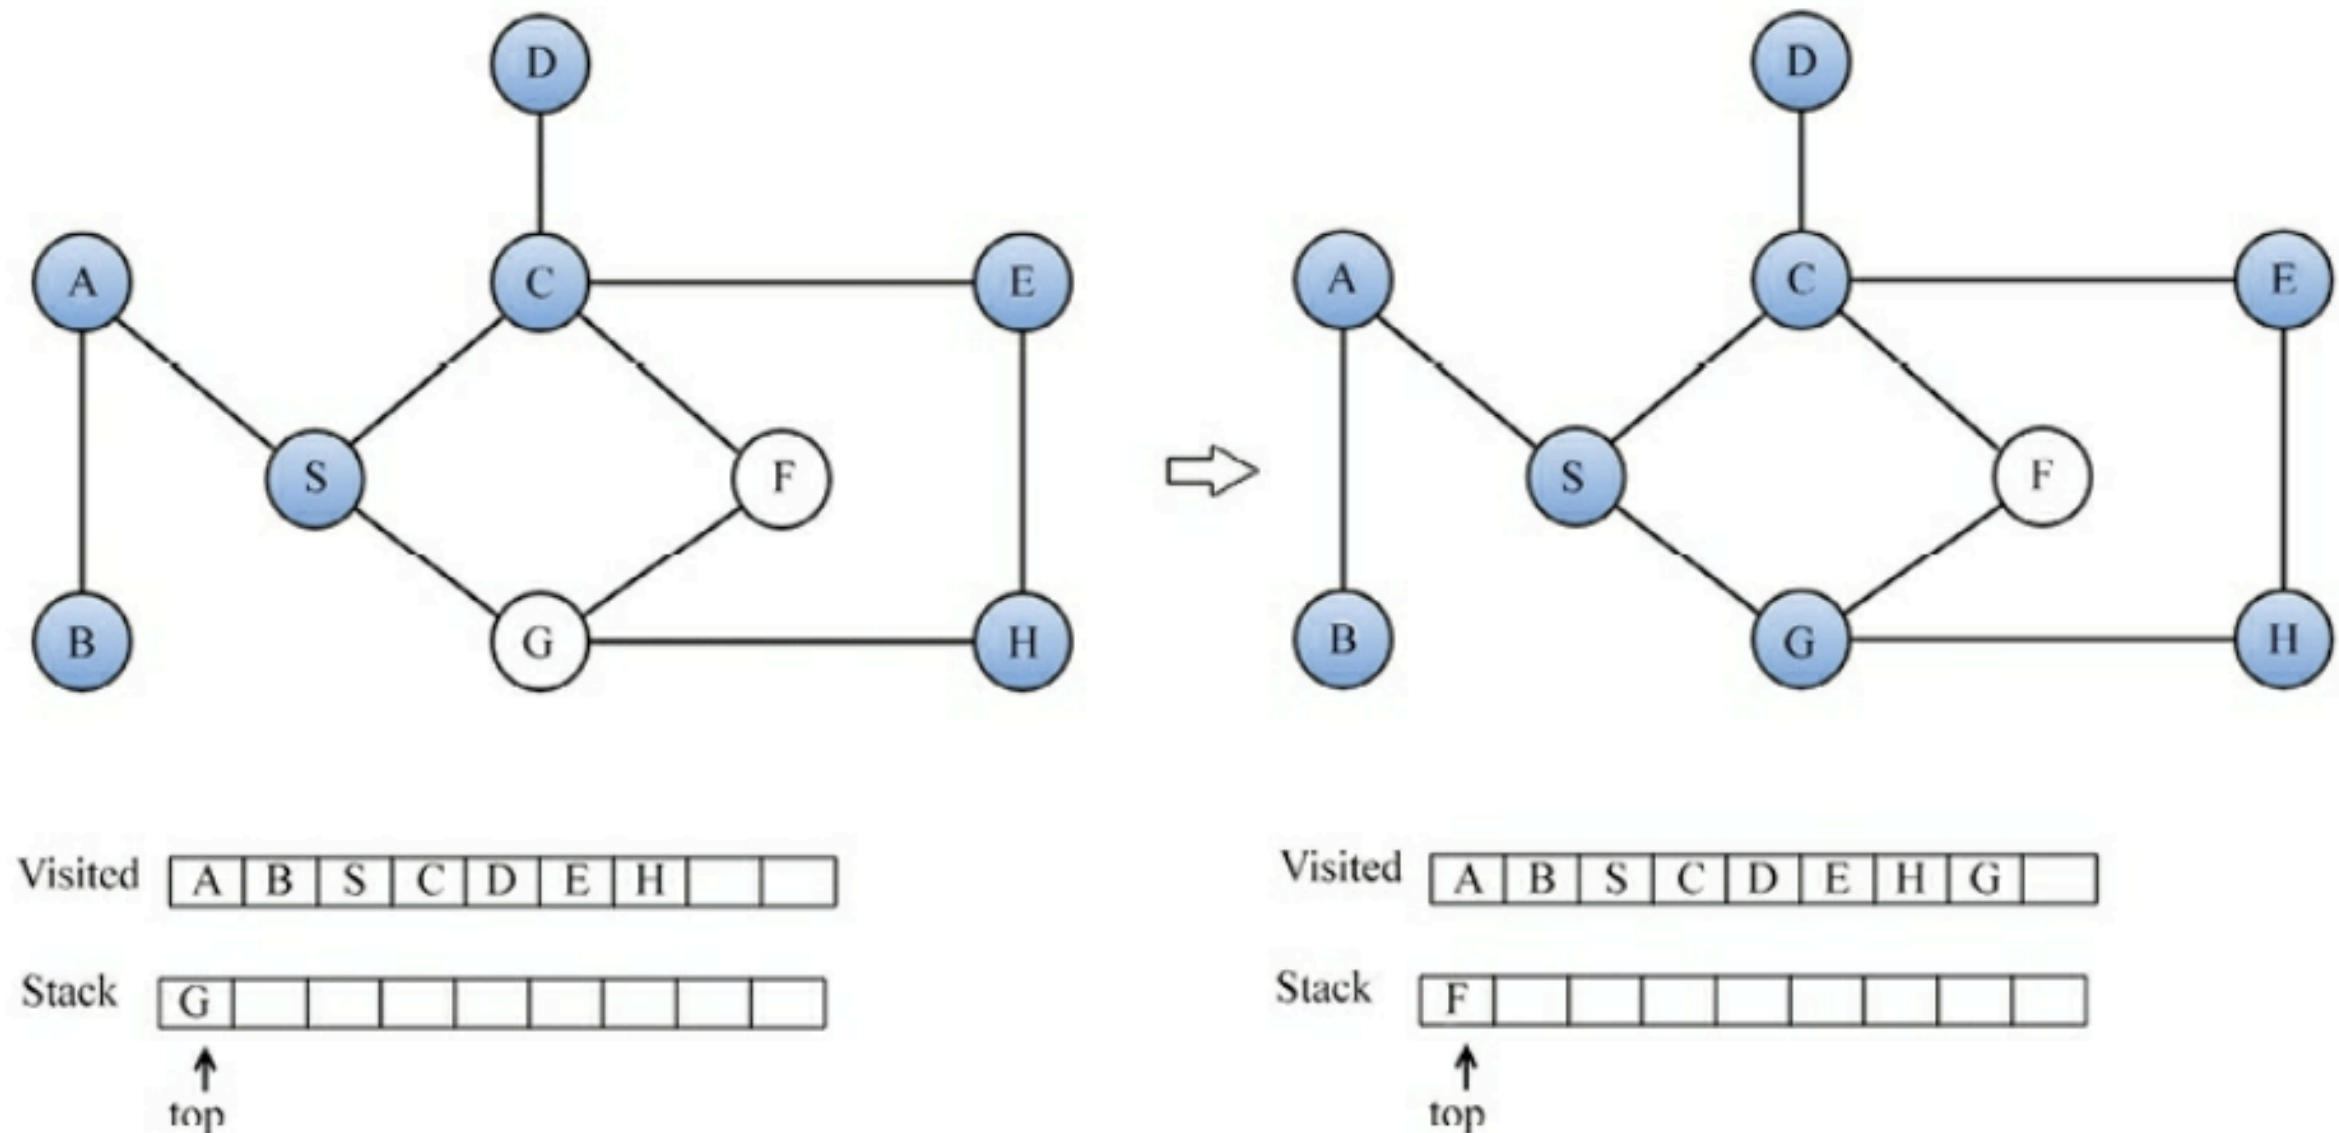 D D
A C E A C E
S F S F
B G H B G H
Visited A B S C D E H
Visited A B S C D E H G
Stack G
Stack F
top top